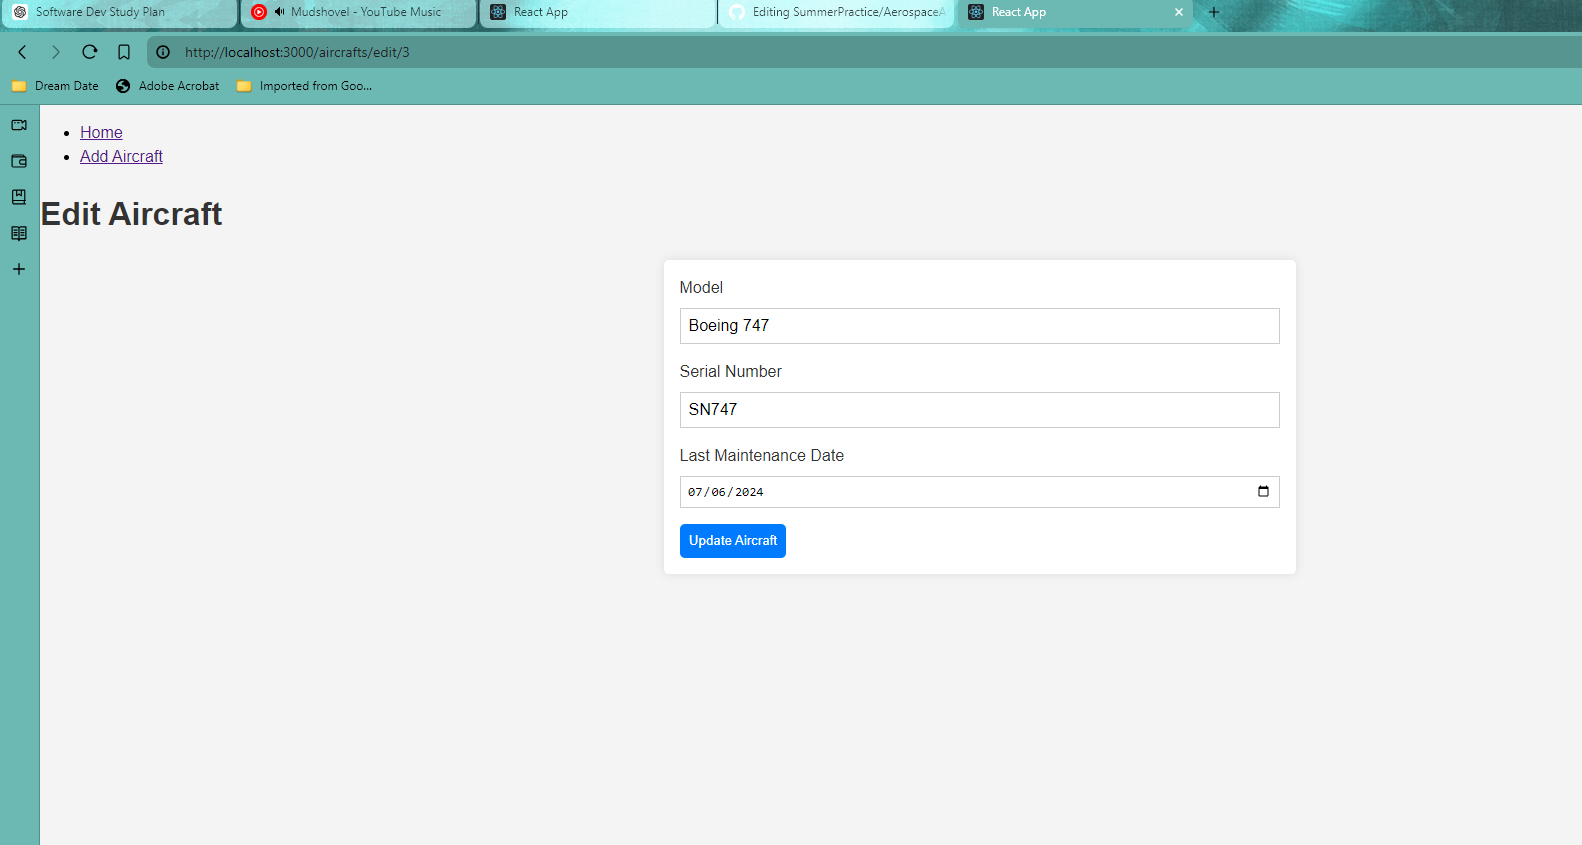 Software Dev Study Plan
Mudshovel - YouTube Music
React App
Editing SummerPractice/AerospaceA
React App
http://localhost:3000/aircrafts/edit/3
Dream Date
Adobe Acrobat
Imported from Goo...
Home
Add Aircraft
Edit Aircraft
Model
Boeing 747
Serial Number
SN747
Last Maintenance Date
07/06/2024
Update Aircraft